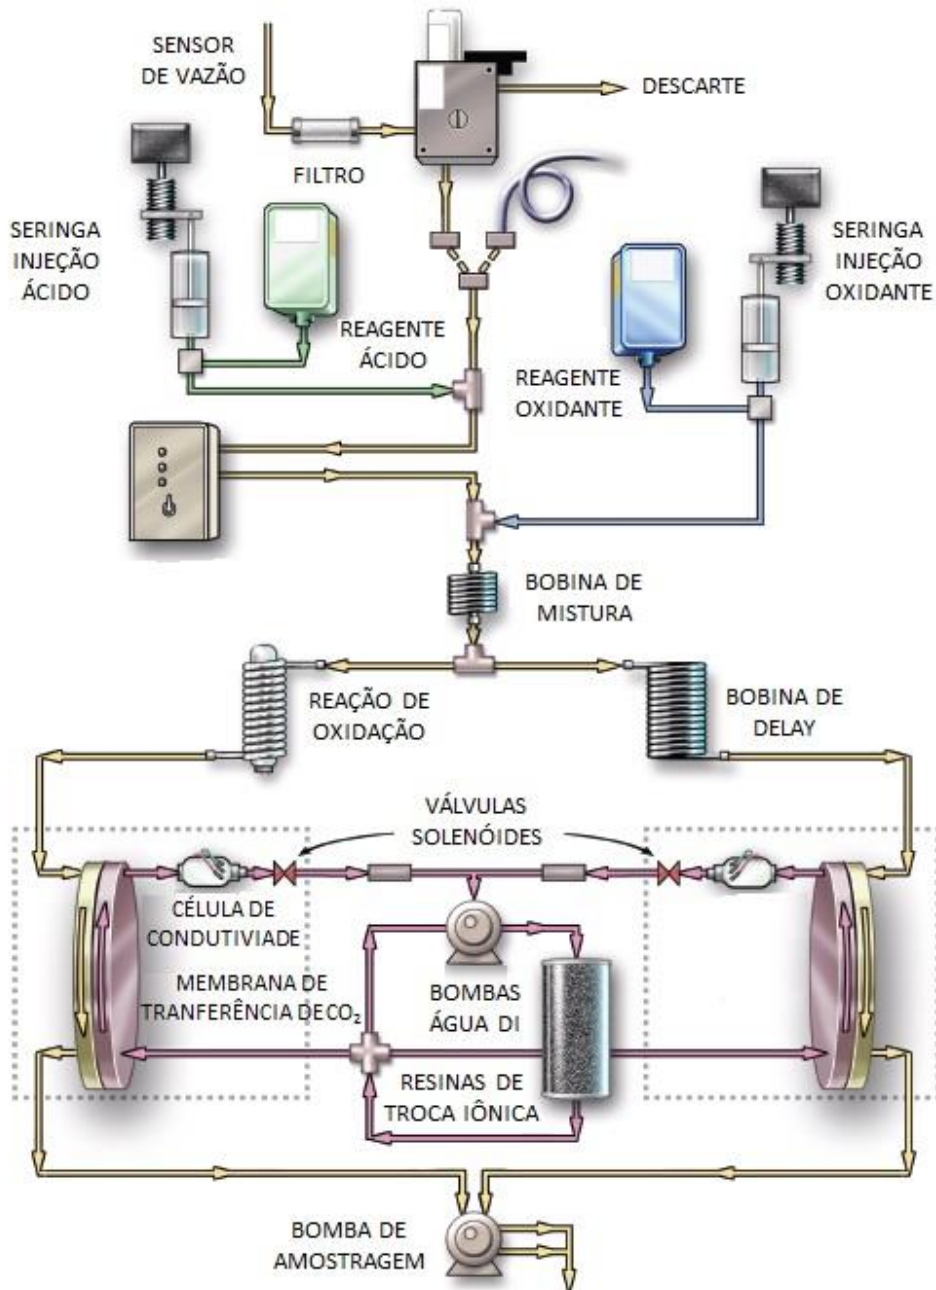 SENSOR
DE VAZÃO
DESCARTE
FILTRO
SERINGA
INJEÇÃO
ÁCIDO
SERINGA
INJEÇÃO
OXIDANTE
REAGENTE
ÁCIDO
REAGENTE
OXIDANTE
BOBINA DE
MISTURA
REAÇÃO DE
OXIDAÇÃO
BOBINA DE
DELAY
VÁLVULAS
SOLENÓIDES
CÉLULA DE
CONDUTIVIADE
MEMBRANA DE
TRANFERÊNCIA DE CO₂
BOMBAS
ÁGUA DI
RESINAS DE
TROCA IÔNICA
BOMBA DE
AMOSTRAGEM